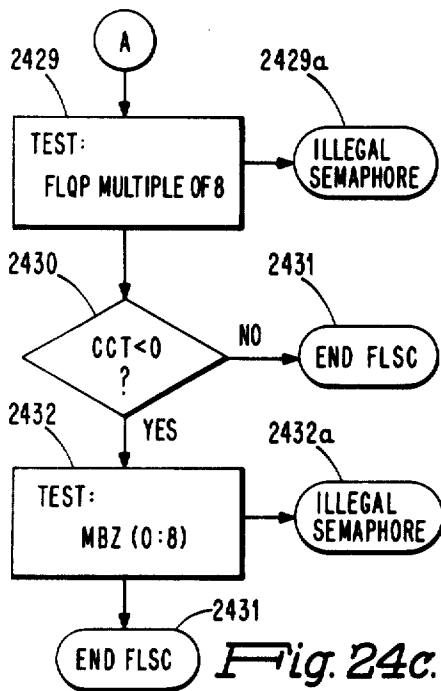 A
2429
2429a
TEST:
FLQP MULTIPLE OF 8
ILLEGAL
SEMAPHORE
2430
2431
CCT<0
?
NO
END FLSC
YES
2432
2432a
TEST:
MBZ (0:8)
ILLEGAL
SEMAPHORE
2431
END FLSC
Fig. 24c.